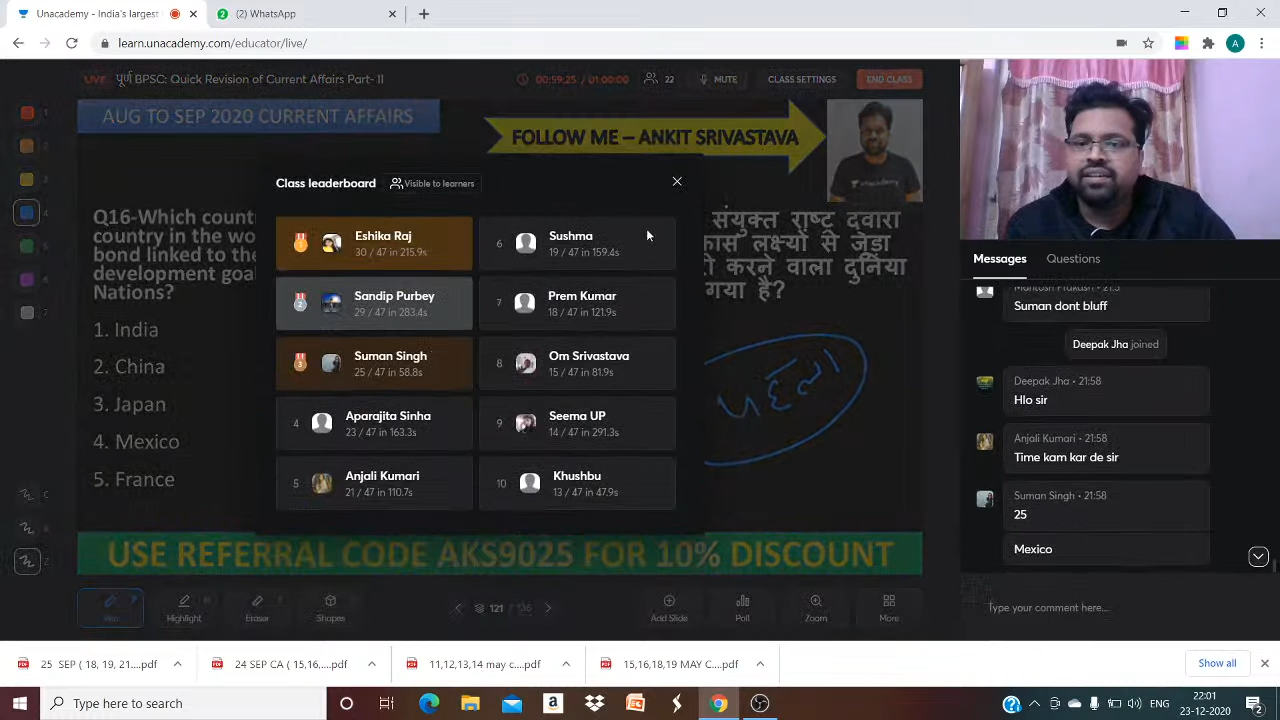 Unacademy - India's largest
(2) WhatsApp
learn.unacademy.com/educator/live/
LIVE
पूर्ण BPSC: Quick Revision of Current Affairs Part- II
00:59:25 / 01:00:00
22
MUTE
CLASS SETTINGS
END CLASS
AUG TO SEP 2020 CURRENT AFFAIRS
FOLLOW ME – ANKIT SRIVASTAVA
unacademy
Class leaderboard
Visible to learners
Q16-Which count
country in the wo
bond linked to the
development goa
Nations?
1. India
2. China
3. Japan
4. Mexico
5. France
संयुक्त राष्ट्र द्वारा
कास लक्ष्यों से जुड़ा
री करने वाला दुनिया
गया है?
1
Eshika Raj
30 / 47 in 215.9s
2
Sandip Purbey
29 / 47 in 283.4s
3
Suman Singh
25 / 47 in 58.8s
4
Aparajita Sinha
23 / 47 in 163.3s
5
Anjali Kumari
21 / 47 in 110.7s
6
Sushma
19 / 47 in 159.4s
7
Prem Kumar
18 / 47 in 121.9s
8
Om Srivastava
15 / 47 in 81.9s
9
Seema UP
14 / 47 in 291.3s
10
Khushbu
13 / 47 in 47.9s
USE REFERRAL CODE AKS9025 FOR 10% DISCOUNT
Pen
Highlight
Eraser
Shapes
121 / 136
Add Slide
Poll
Zoom
More
Messages
Questions
Suman dont bluff
Deepak Jha joined
Deepak Jha • 21:58
Hlo sir
Anjali Kumari • 21:58
Time kam kar de sir
Suman Singh • 21:58
25
Mexico
Type your comment here...
25 SEP ( 18, 19, 21....pdf
24 SEP CA ( 15,16,....pdf
11,12,13,14 may c....pdf
15,16,18,19 MAY C....pdf
Show all
Type here to search
ENG
22:01
23-12-2020
2